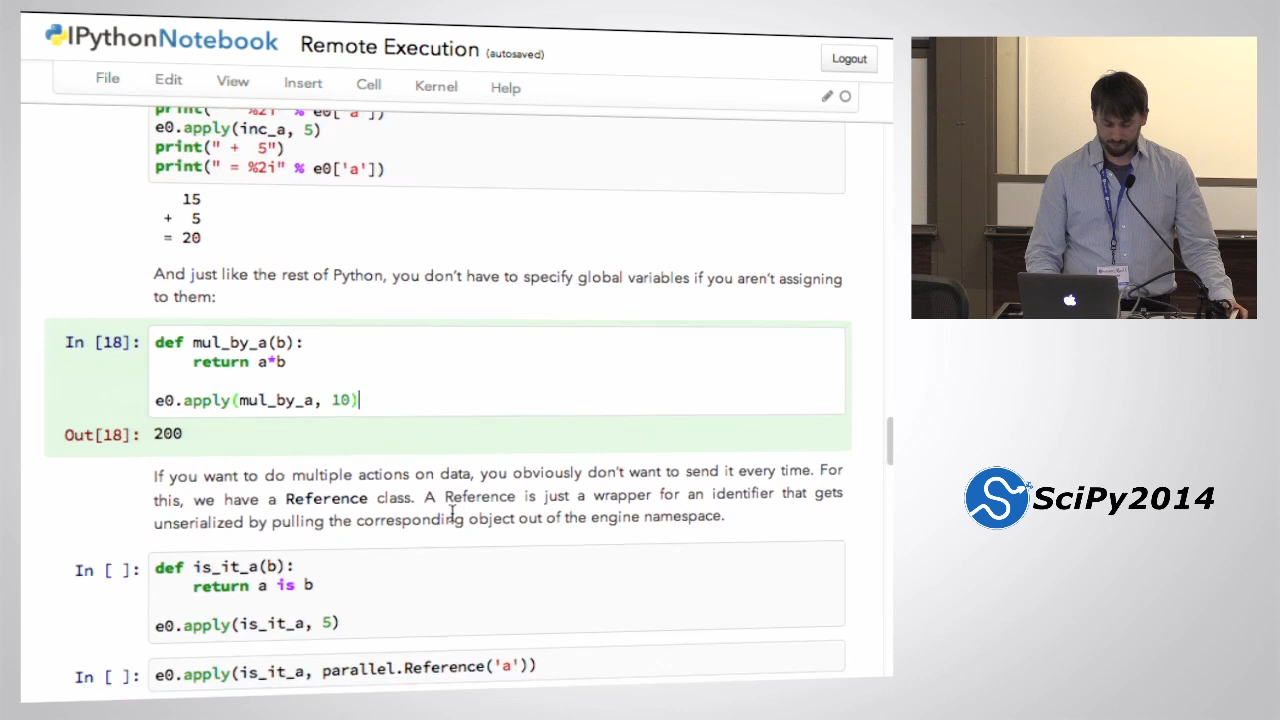 IPythonNotebook Remote Execution (autosaved)
Logout
File Edit View Insert Cell Kernel Help
print(" %2i" % e0['a'])
e0.apply(inc_a, 5)
print(" + 5")
print(" = %2i" % e0['a'])
15
+ 5
= 20
And just like the rest of Python, you don't have to specify global variables if you aren't assigning
to them:
In [18]: def mul_by_a(b):
return a*b
e0.apply(mul_by_a, 10)
Out[18]: 200
If you want to do multiple actions on data, you obviously don't want to send it every time. For
this, we have a Reference class. A Reference is just a wrapper for an identifier that gets
unserialized by pulling the corresponding object out of the engine namespace.
In [ ]: def is_it_a(b):
return a is b
e0.apply(is_it_a, 5)
In [ ]: e0.apply(is_it_a, parallel.Reference('a'))
SciPy2014